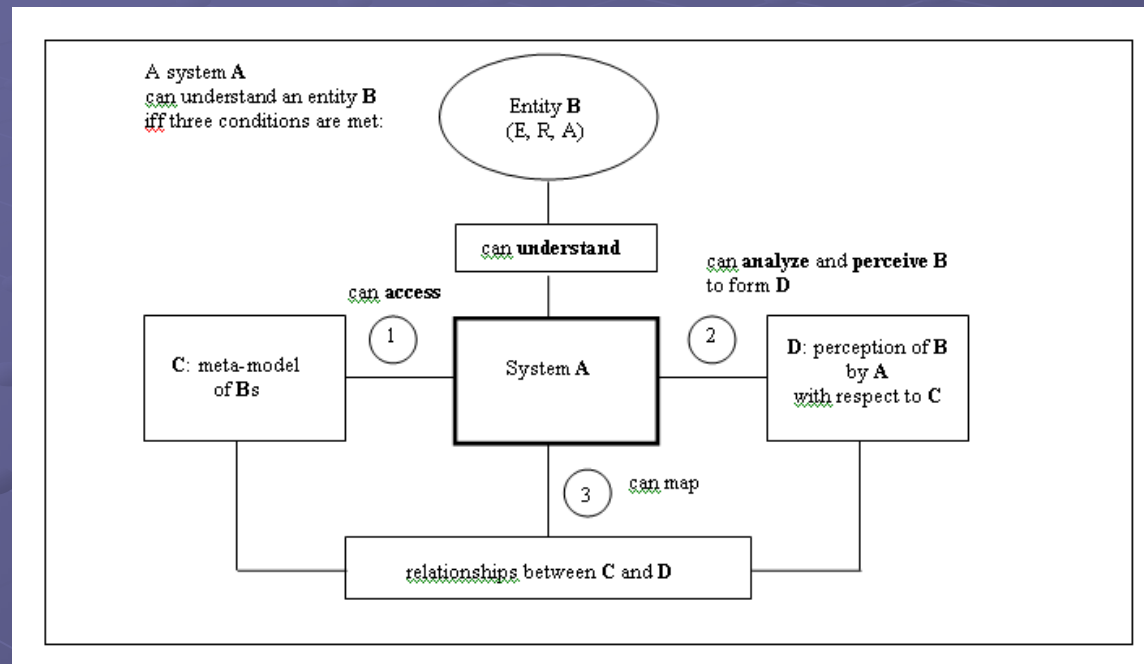 A system A
can understand an entity B
iff three conditions are met:
Entity B
(E, R, A)
can understand
can analyze and perceive B
to form D
can access
1
2
C: meta-model
of Bs
System A
D: perception of B
by A
with respect to C
3
can map
relationships between C and D